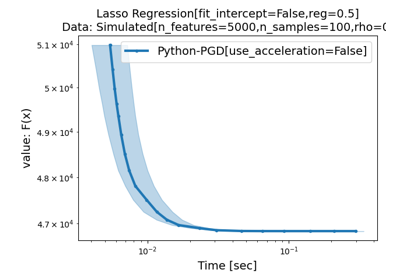 Lasso Regression[fit_intercept=False,reg=0.5]
Data: Simulated[n_features=5000,n_samples=100,rho=0
Python-PGD[use_acceleration=False]
5.1 × 10⁴
5 × 10⁴
4.9 × 10⁴
4.8 × 10⁴
4.7 × 10⁴
value: F(x)
10⁻²
10⁻¹
Time [sec]